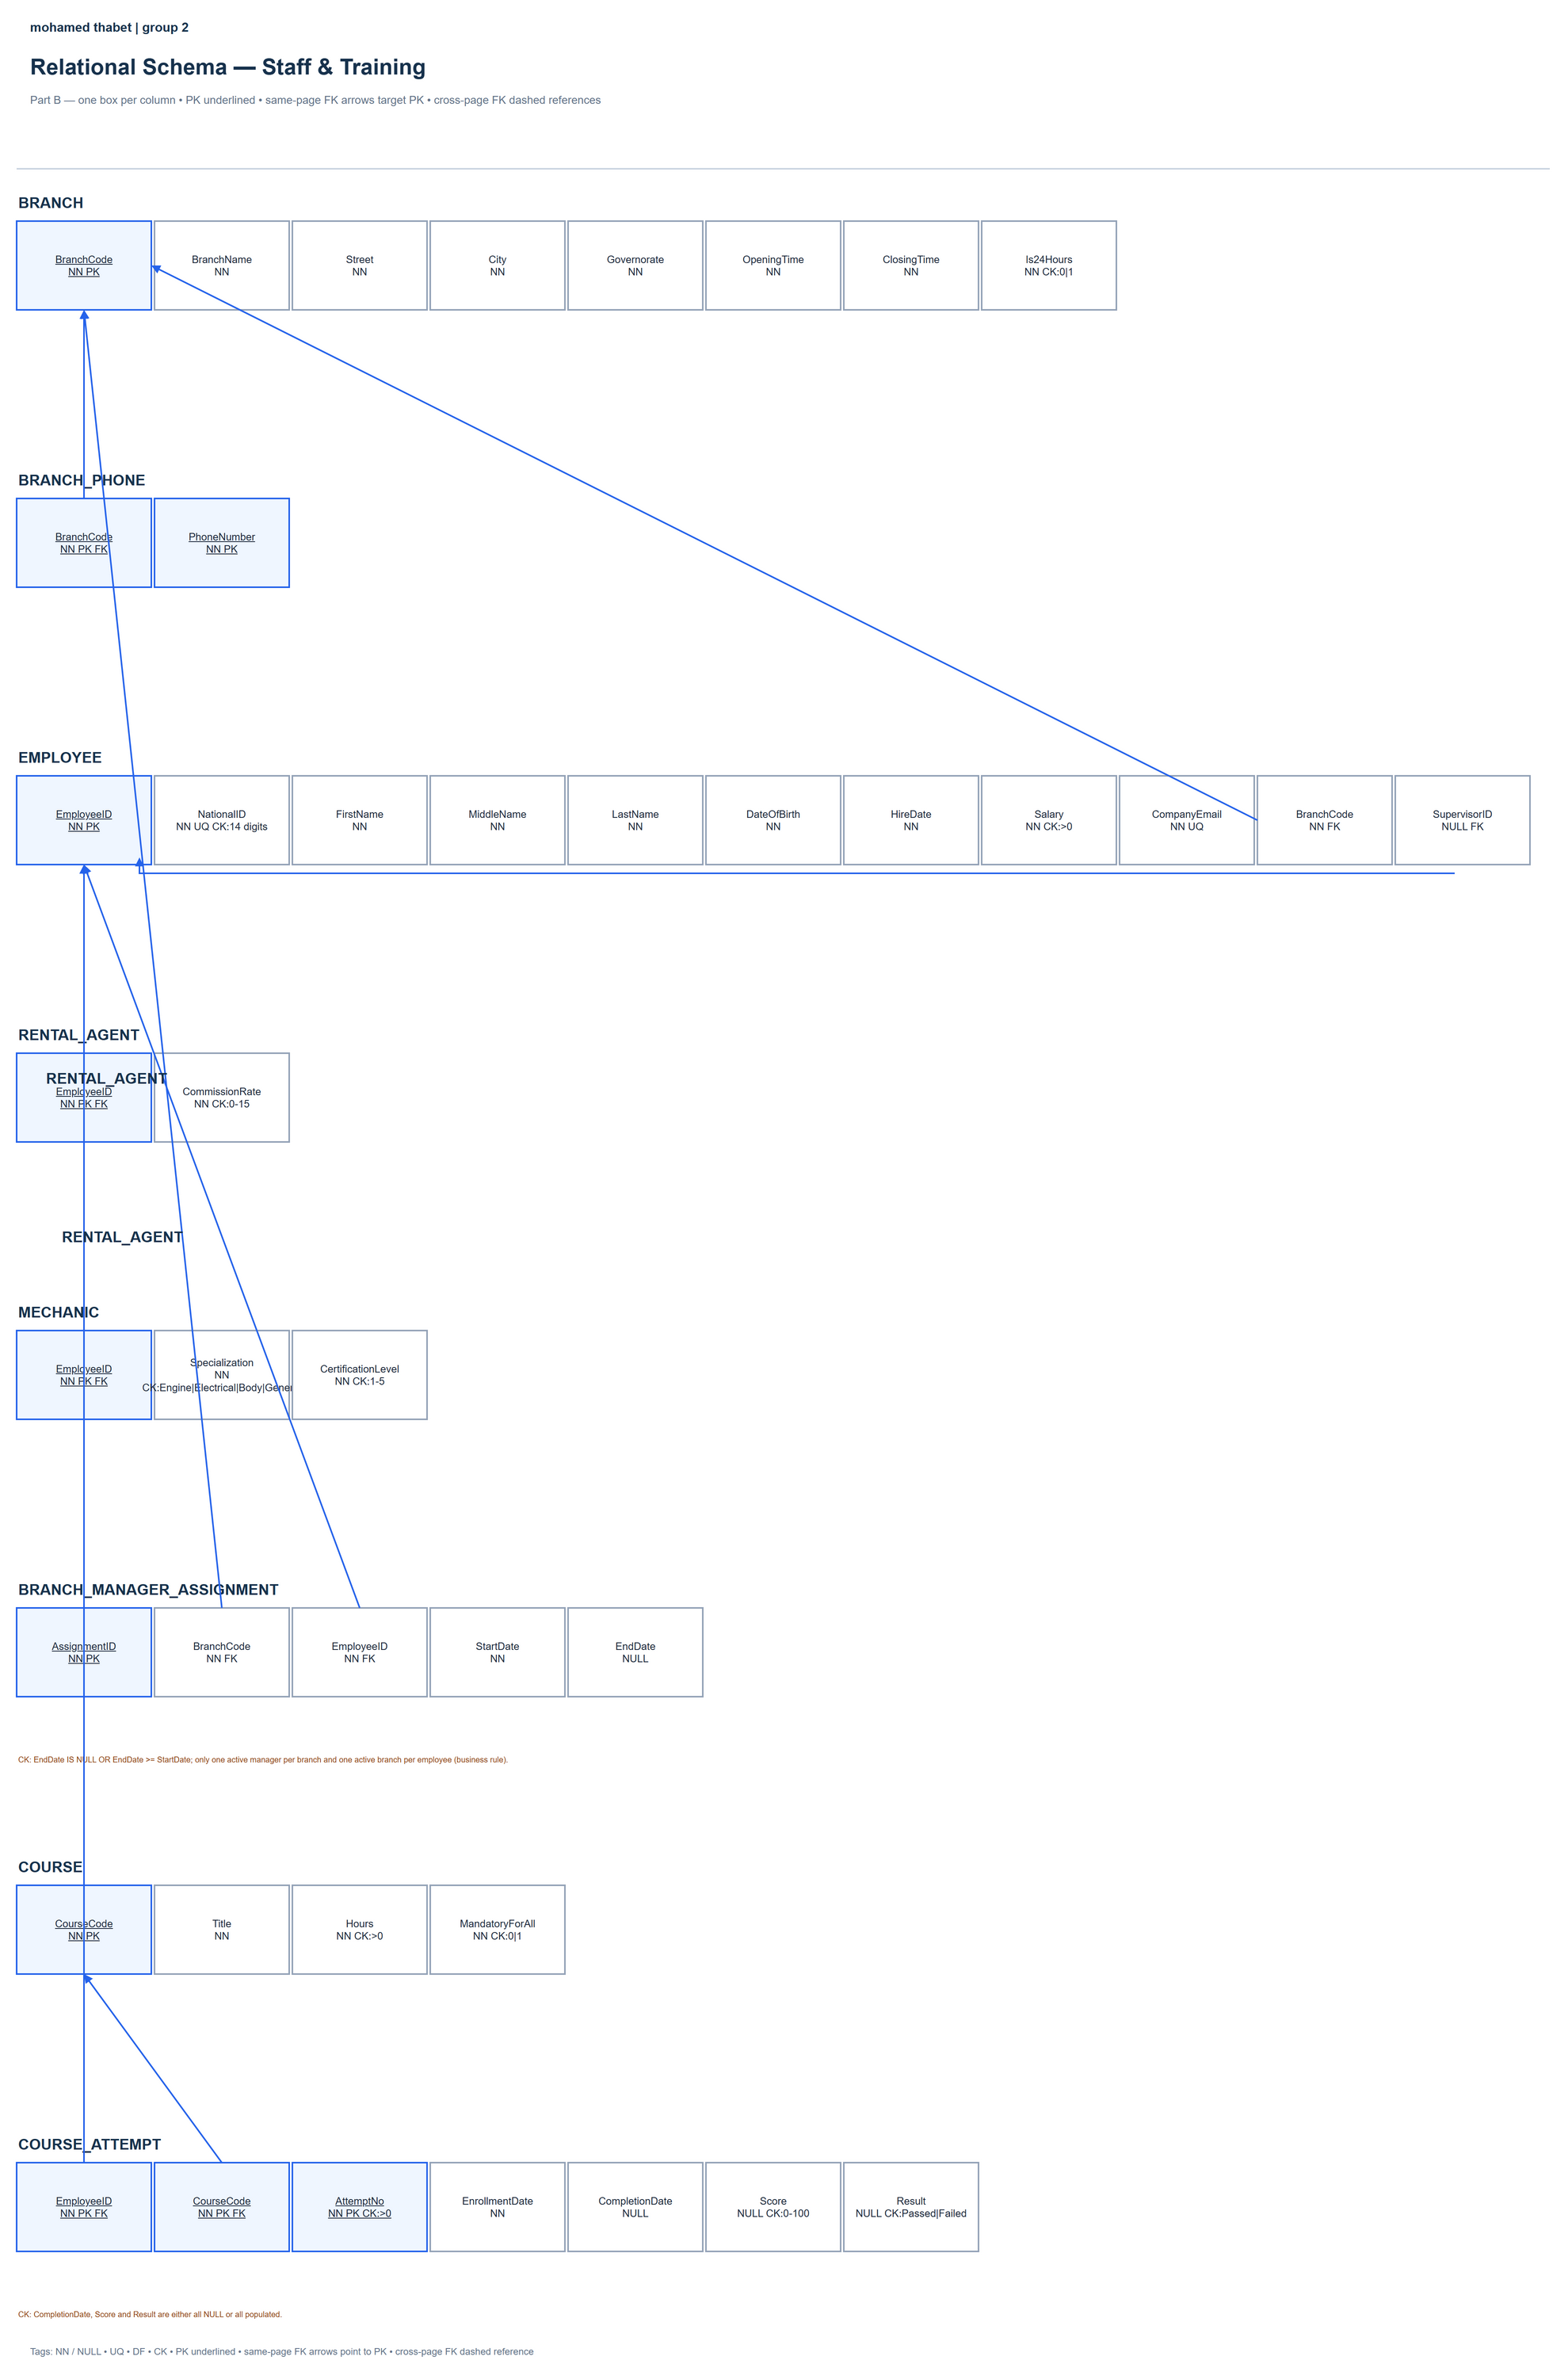 mohamed thabet | group 2
Relational Schema — Staff & Training
Part B — one box per column • PK underlined • same-page FK arrows target PK • cross-page FK dashed references
BRANCH
BranchCode
NN PK
BranchName
NN
Street
NN
City
NN
Governorate
NN
OpeningTime
NN
ClosingTime
NN
Is24Hours
NN CK:0|1
BRANCH_PHONE
BranchCode
NN PK FK
PhoneNumber
NN PK
EMPLOYEE
EmployeeID
NN PK
NationalID
NN UQ CK:14 digits
FirstName
NN
MiddleName
NN
LastName
NN
DateOfBirth
NN
HireDate
NN
Salary
NN CK:>0
CompanyEmail
NN UQ
BranchCode
NN FK
SupervisorID
NULL FK
RENTAL_AGENT
RENTAL_AGENT
EmployeeID
NN PK FK
CommissionRate
NN CK:0-15
RENTAL_AGENT
MECHANIC
EmployeeID
NN PK FK
Specialization
NN
CK:Engine|Electrical|Body|Gener
CertificationLevel
NN CK:1-5
BRANCH_MANAGER_ASSIGNMENT
AssignmentID
NN PK
BranchCode
NN FK
EmployeeID
NN FK
StartDate
NN
EndDate
NULL
CK: EndDate IS NULL OR EndDate >= StartDate; only one active manager per branch and one active branch per employee (business rule).
COURSE
CourseCode
NN PK
Title
NN
Hours
NN CK:>0
MandatoryForAll
NN CK:0|1
COURSE_ATTEMPT
EmployeeID
NN PK FK
CourseCode
NN PK FK
AttemptNo
NN PK CK:>0
EnrollmentDate
NN
CompletionDate
NULL
Score
NULL CK:0-100
Result
NULL CK:Passed|Failed
CK: CompletionDate, Score and Result are either all NULL or all populated.
Tags: NN / NULL • UQ • DF • CK • PK underlined • same-page FK arrows point to PK • cross-page FK dashed reference